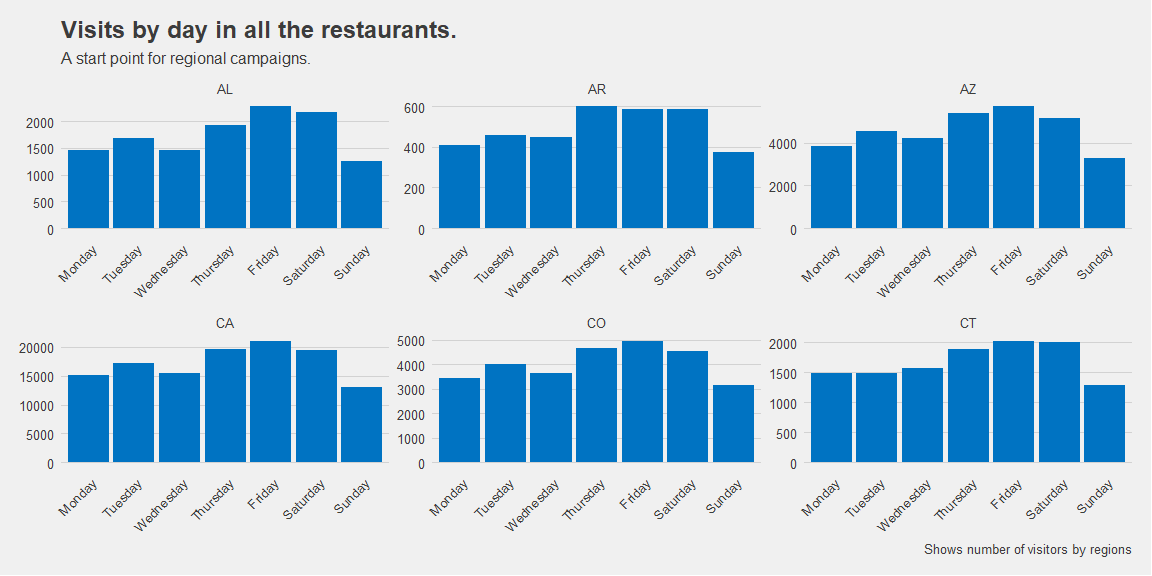 Visits by day in all the restaurants.
A start point for regional campaigns.
AL
2000
1500
1000
500
0
Monday
Tuesday
Wednesday
Thursday
Friday
Saturday
Sunday
AR
600
400
200
0
Monday
Tuesday
Wednesday
Thursday
Friday
Saturday
Sunday
AZ
4000
2000
0
Monday
Tuesday
Wednesday
Thursday
Friday
Saturday
Sunday
CA
20000
15000
10000
5000
0
Monday
Tuesday
Wednesday
Thursday
Friday
Saturday
Sunday
CO
5000
4000
3000
2000
1000
0
Monday
Tuesday
Wednesday
Thursday
Friday
Saturday
Sunday
CT
2000
1500
1000
500
0
Monday
Tuesday
Wednesday
Thursday
Friday
Saturday
Sunday
Shows number of visitors by regions